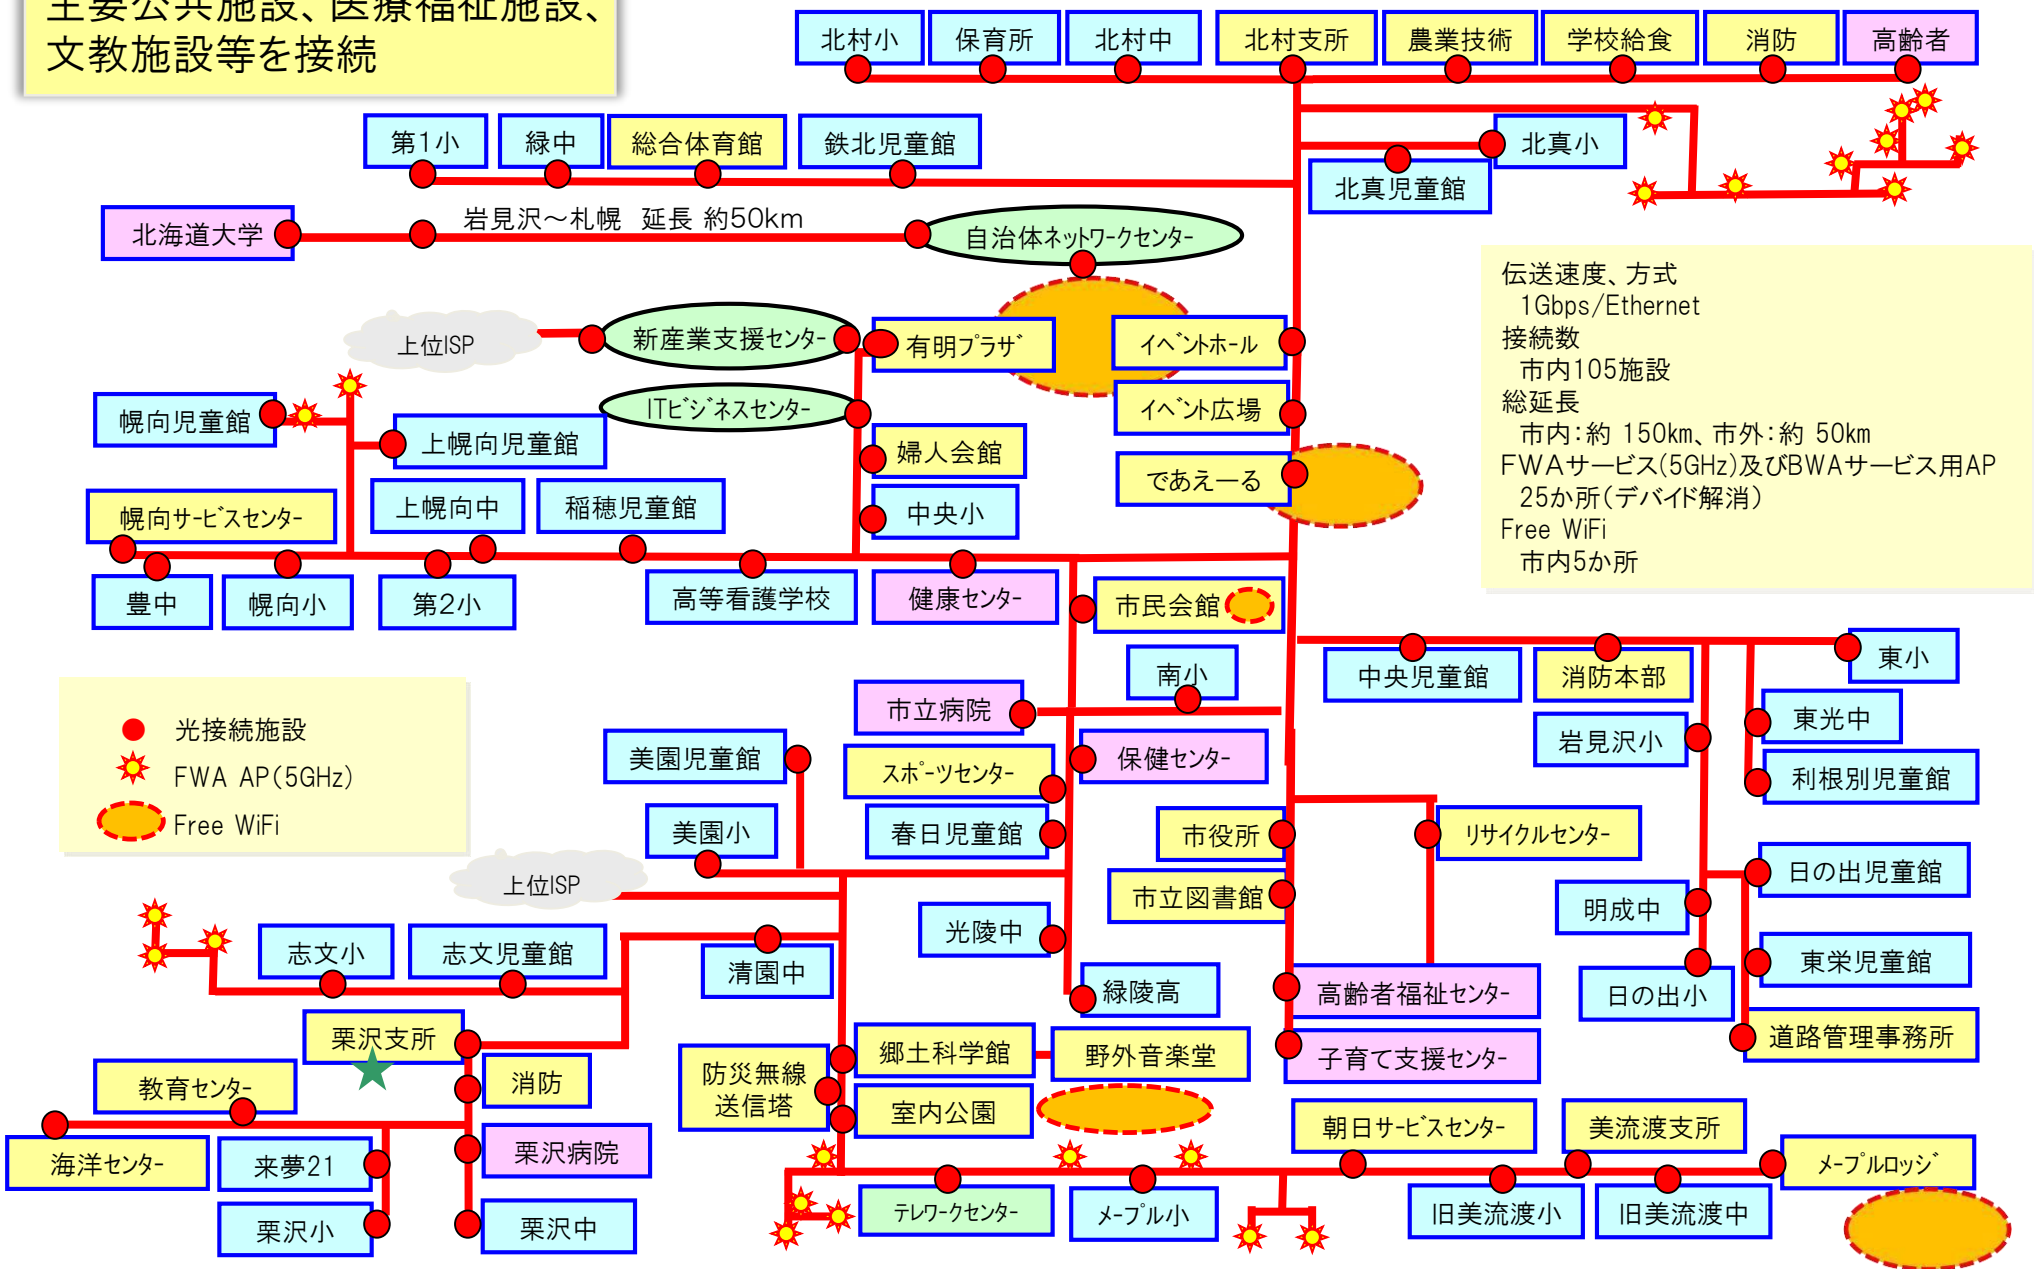 主要公共施設、医療福祉施設、
文教施設等を接続
北村小
保育所
北村中
北村支所
農業技術
学校給食
消防
高齢者
第1小
緑中
総合体育館
鉄北児童館
北真小
北真児童館
北海道大学
岩見沢～札幌 延長 約50km
自治体ネットワークセンター
伝送速度、方式
1Gbps/Ethernet
接続数
市内105施設
総延長
市内：約 150km、市外：約 50km
FWAサービス(5GHz)及びBWAサービス用AP
25か所(デバイド解消)
Free WiFi
市内5か所
上位ISP
新産業支援センター
有明プラザ
イベントホール
ITビジネスセンター
イベント広場
幌向児童館
上幌向児童館
婦人会館
であえーる
幌向サービスセンター
上幌向中
稲穂児童館
中央小
豊中
幌向小
第2小
高等看護学校
健康センター
市民会館
南小
中央児童館
消防本部
東小
光接続施設
FWA AP(5GHz)
Free WiFi
市立病院
東光中
美園児童館
スポーツセンター
保健センター
岩見沢小
利根別児童館
美園小
春日児童館
市役所
リサイクルセンター
上位ISP
市立図書館
日の出児童館
明成中
光陵中
志文小
志文児童館
清園中
東栄児童館
緑陵高
高齢者福祉センター
日の出小
栗沢支所
郷土科学館
野外音楽堂
子育て支援センター
道路管理事務所
教育センター
消防
防災無線
送信塔
室内公園
朝日サービスセンター
美流渡支所
海洋センター
来夢21
栗沢病院
メープルロッジ
栗沢小
栗沢中
テレワークセンター
メープル小
旧美流渡小
旧美流渡中